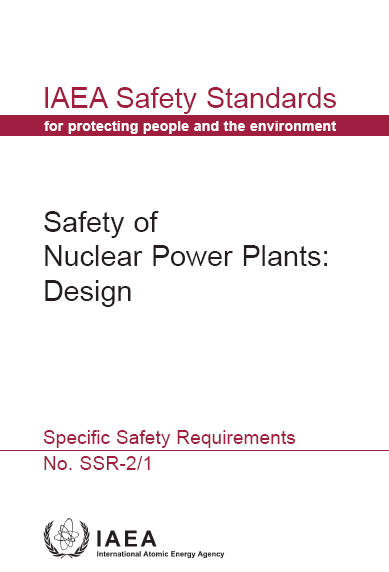 IAEA Safety Standards
for protecting people and the environment
Safety of
Nuclear Power Plants:
Design
Specific Safety Requirements
No. SSR-2/1
IAEA
International Atomic Energy Agency